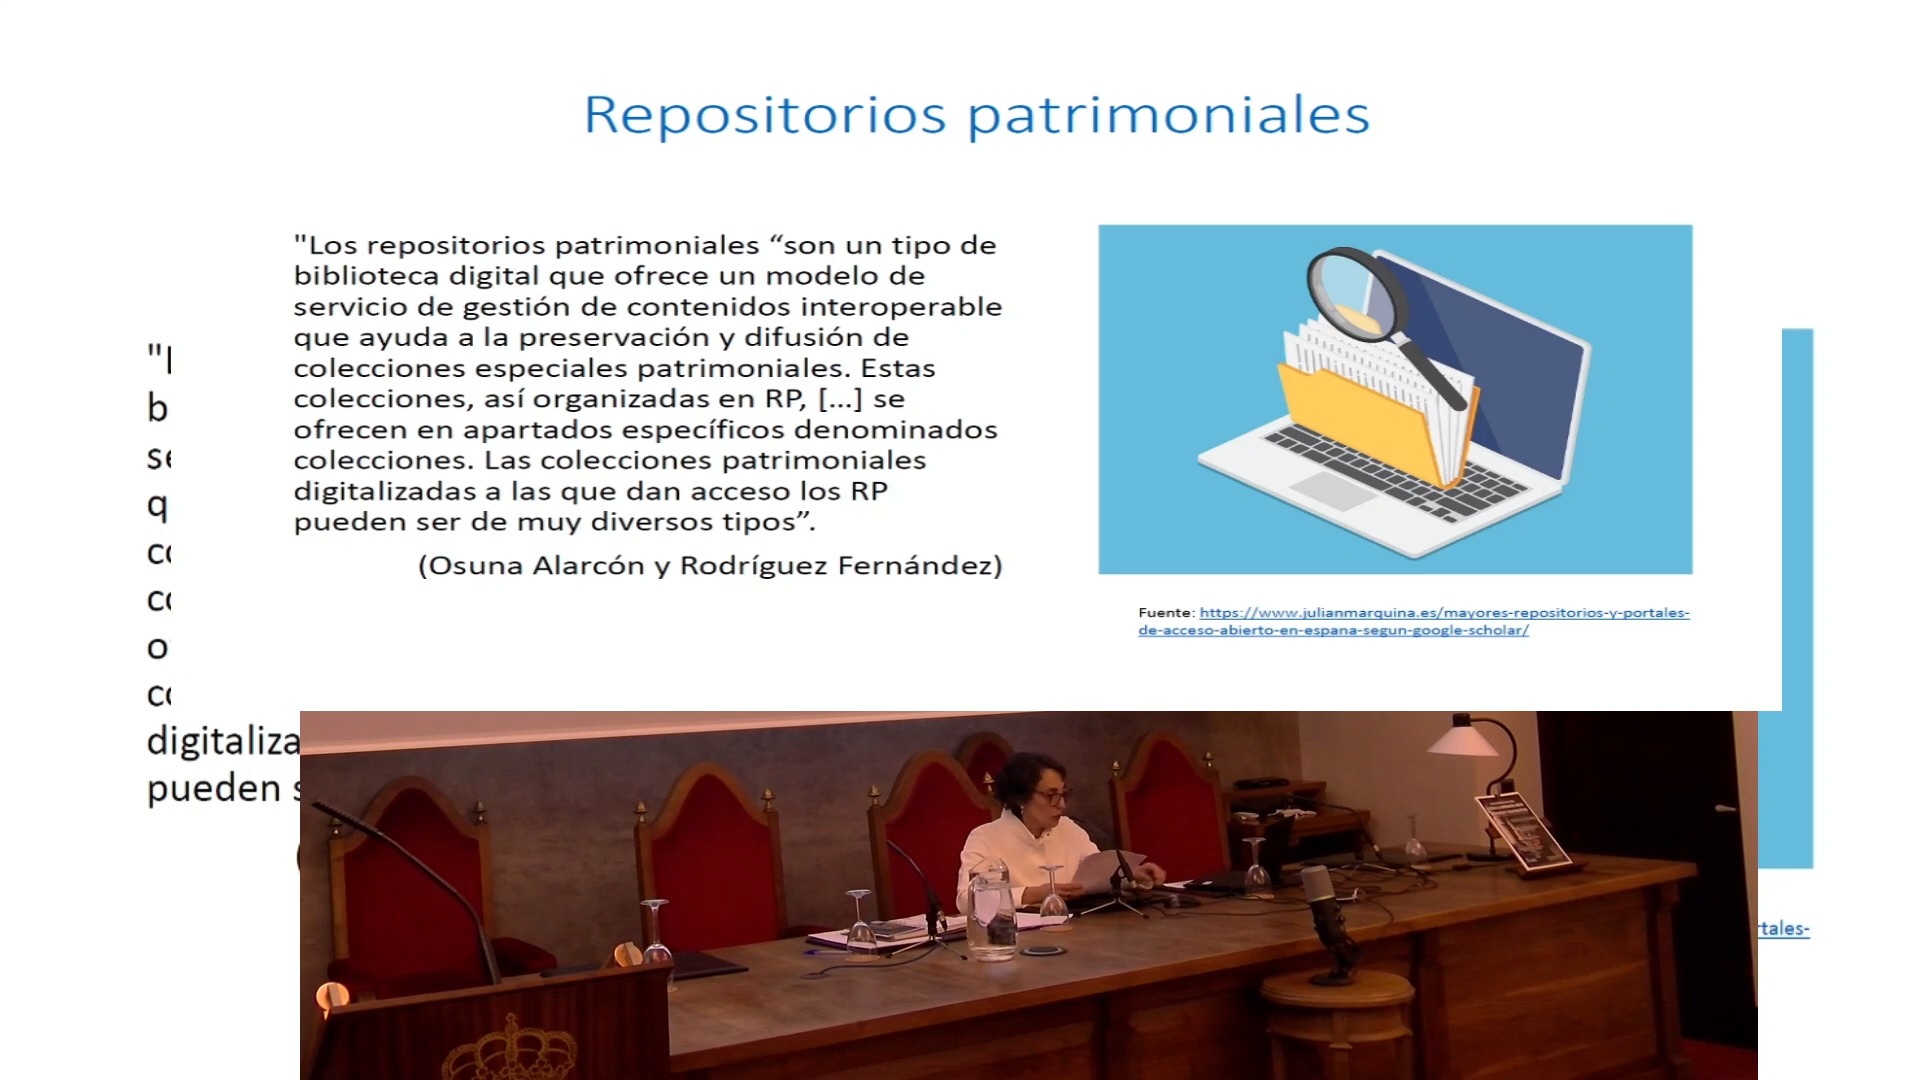 Repositorios patrimoniales
"Los repositorios patrimoniales “son un tipo de
biblioteca digital que ofrece un modelo de
servicio de gestión de contenidos interoperable
que ayuda a la preservación y difusión de
colecciones especiales patrimoniales. Estas
colecciones, así organizadas en RP, [...] se
ofrecen en apartados específicos denominados
colecciones. Las colecciones patrimoniales
digitalizadas a las que dan acceso los RP
pueden ser de muy diversos tipos”.
(Osuna Alarcón y Rodríguez Fernández)
Fuente: https://www.julianmarquina.es/mayores-repositorios-y-portales-
de-acceso-abierto-en-espana-segun-google-scholar/
digitaliza
pueden
rtales-